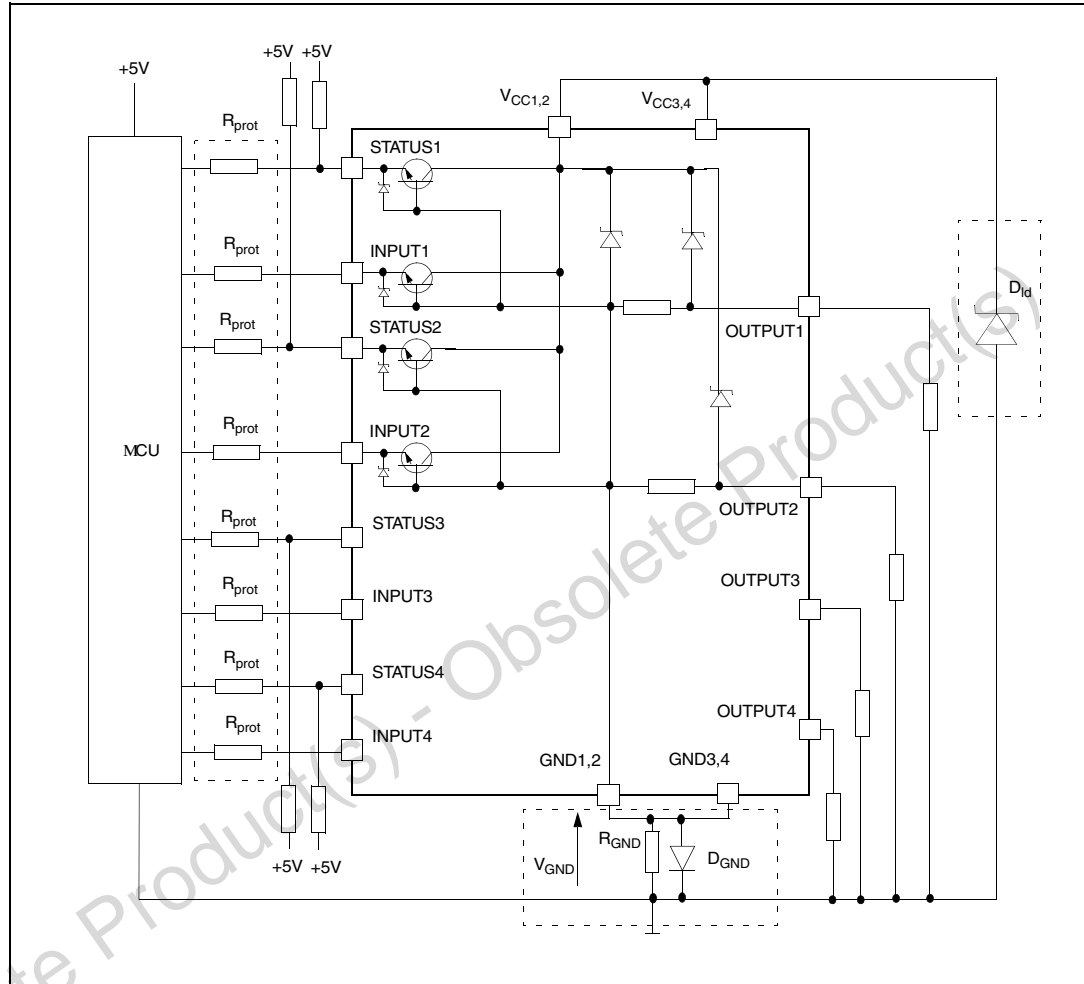 +5V +5V
+5V
VCC1,2 VCC3,4
Rprot
STATUS1
Rprot
INPUT1
Dld
Rprot
STATUS2
OUTPUT1
Rprot
INPUT2
MCU
OUTPUT2
Rprot
STATUS3
OUTPUT3
Rprot
INPUT3
Rprot
STATUS4
OUTPUT4
Rprot
INPUT4
GND1,2 GND3,4
RGND
VGND
DGND
+5V +5V
te Product(s) - Obsolete Product(s)